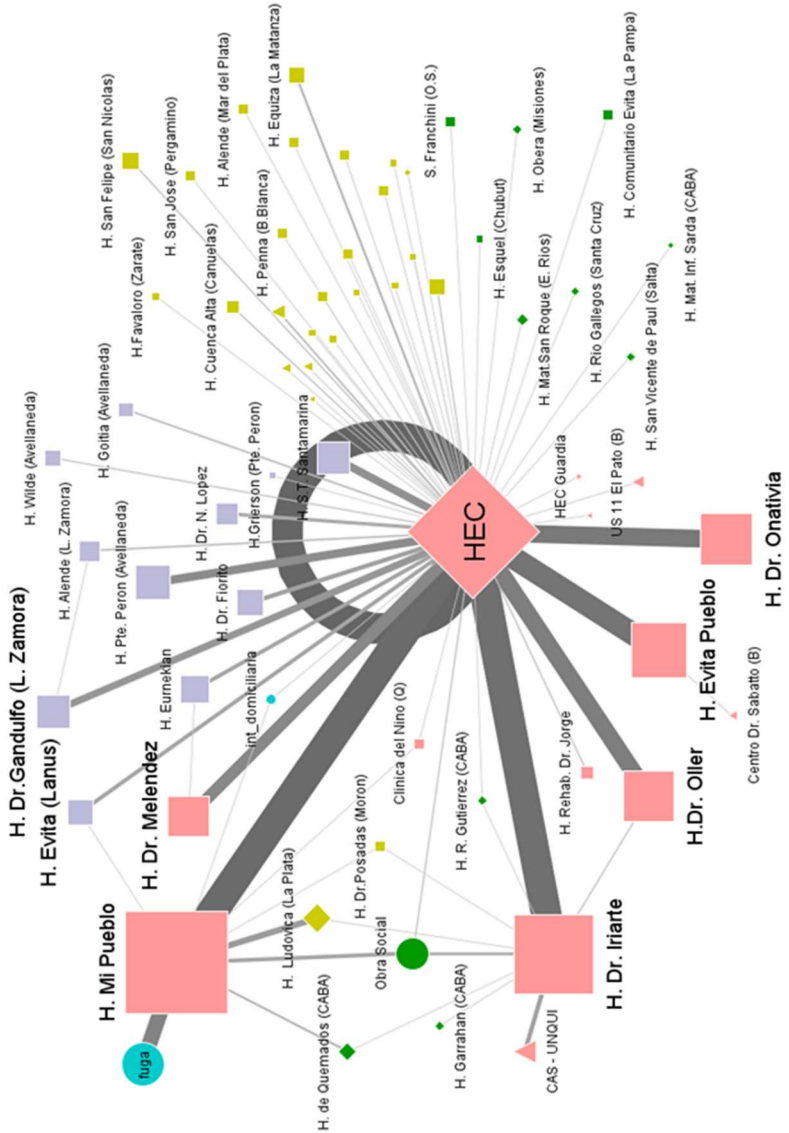 H. San Felipe (San Nicolas)
H. San Jose (Pergamino)
H. Alende (Mar del Plata)
H. Equiza (La Matanza)
H.Favaloro (Zarate)
H. Cuenca Alta (Canuelas)
H. Penna (B.Blanca)
S. Franchini (O.S.)
H. Obera (Misiones)
H. Comunitario Evita (La Pampa)
H. Esquel (Chubut)
H. Mat.San Roque (E. Rios)
H. Rio Gallegos (Santa Cruz)
H. Mat. Inf. Sarda (CABA)
H. San Vicente de Paul (Salta)
H. Wilde (Avellaneda)
H. Goitia (Avellaneda)
H. Alende (L. Zamora)
H. Pte. Peron (Avellaneda)
H. Dr. N. Lopez
H.Grierson (Pte. Peron)
H. S.T. Santamarina
H. Dr. Fiorito
HEC
HEC Guardia
US 11 El Pato (B)
H. Dr. Onativia
H. Dr.Gandulfo (L. Zamora)
H. Evita (Lanus)
H. Eurnekian
int_domiciliaria
H. Dr. Melendez
Clinica del Nino (Q)
H. Evita Pueblo
Centro Dr. Sabatto (B)
H. Rehab. Dr. Jorge
H.Dr. Oller
H. R. Gutierrez (CABA)
H. Dr.Posadas (Moron)
H. Mi Pueblo
H. Ludovica (La Plata)
Obra Social
H. Dr. Iriarte
fuga
H. de Quemados (CABA)
H. Garrahan (CABA)
CAS - UNQUI